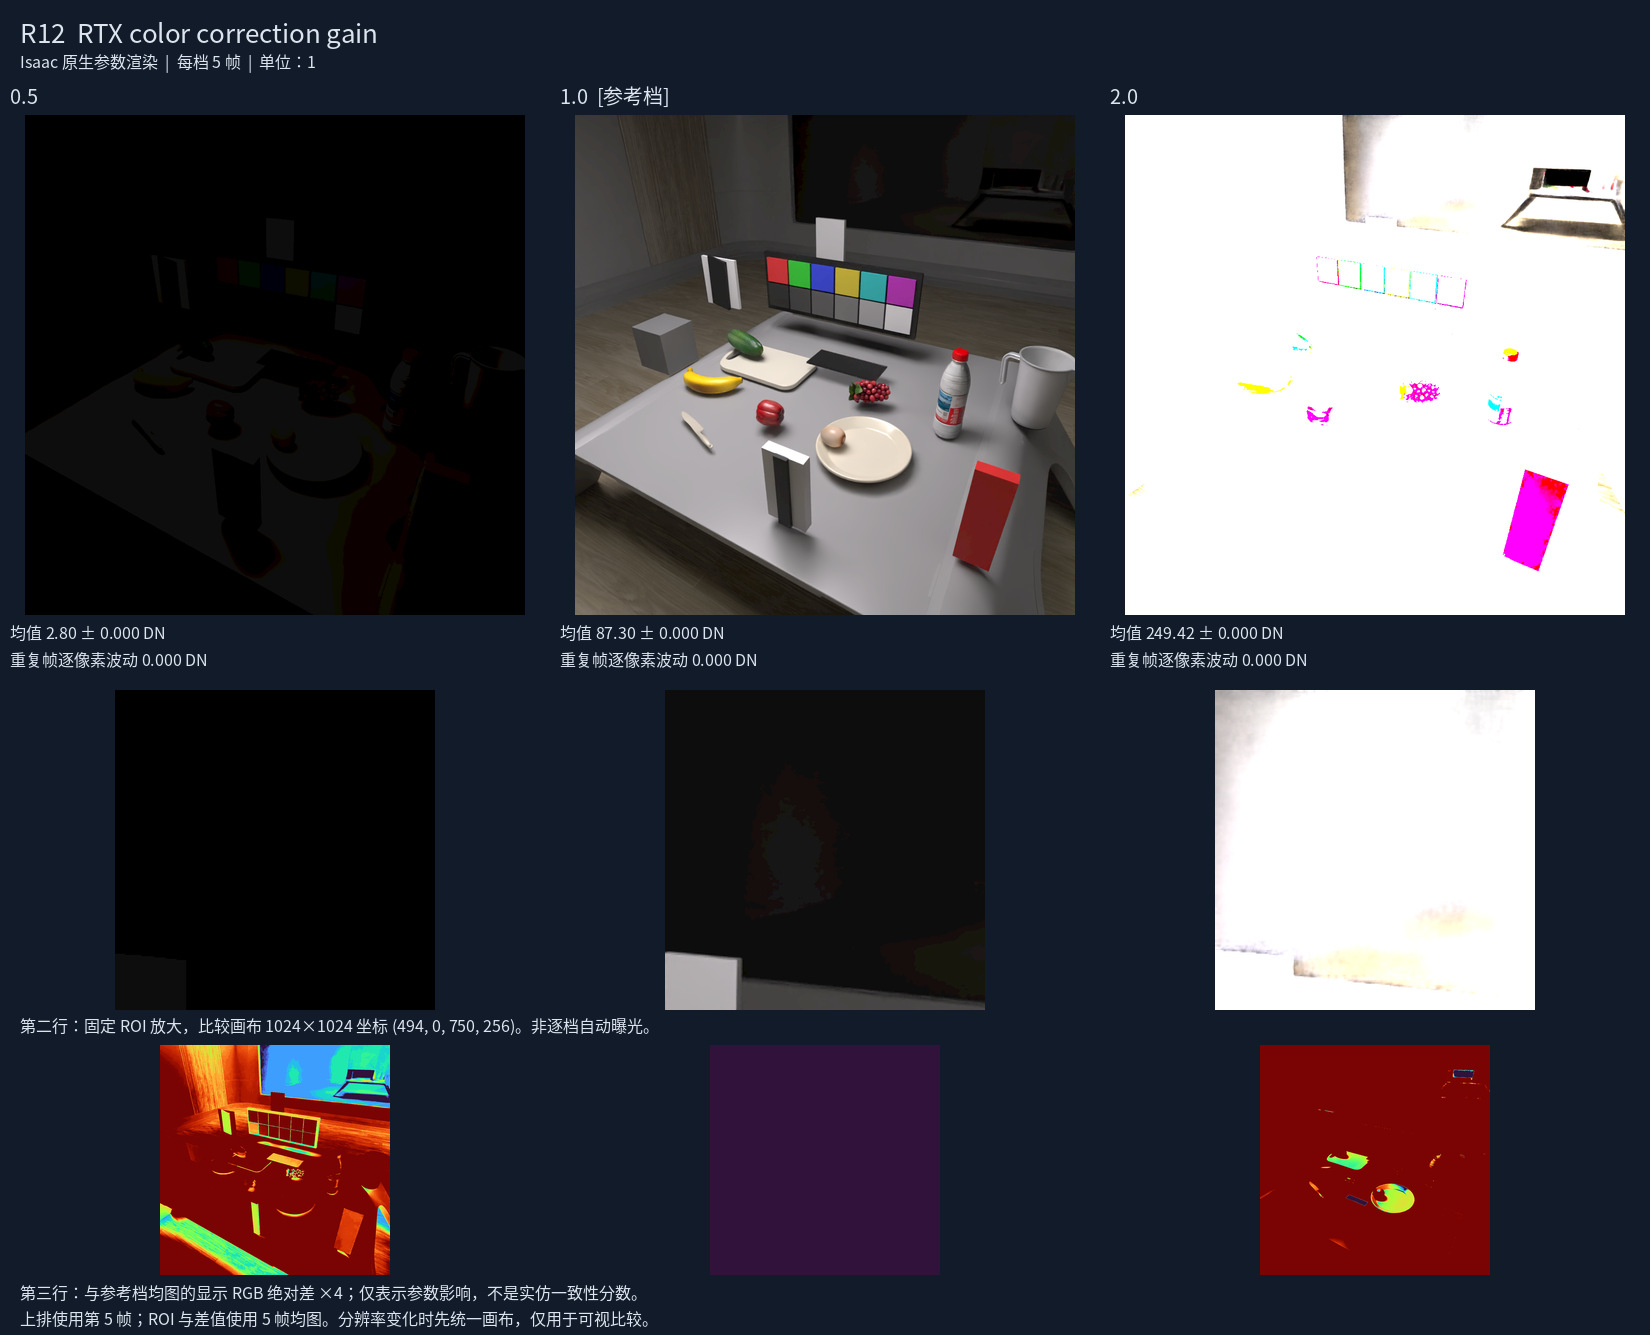 R12 RTX color correction gain
Isaac 原生参数渲染 | 每档 5 帧 | 单位：1
0.5
1.0 [参考档]
2.0
均值 2.80 ± 0.000 DN
均值 87.30 ± 0.000 DN
均值 249.42 ± 0.000 DN
重复帧逐像素波动 0.000 DN
重复帧逐像素波动 0.000 DN
重复帧逐像素波动 0.000 DN
第二行：固定 ROI 放大，比较画布 1024×1024 坐标 (494, 0, 750, 256)。非逐档自动曝光。
第三行：与参考档均图的显示 RGB 绝对差 ×4；仅表示参数影响，不是实仿一致性分数。
上排使用第 5 帧；ROI 与差值使用 5 帧均图。分辨率变化时先统一画布，仅用于可视比较。